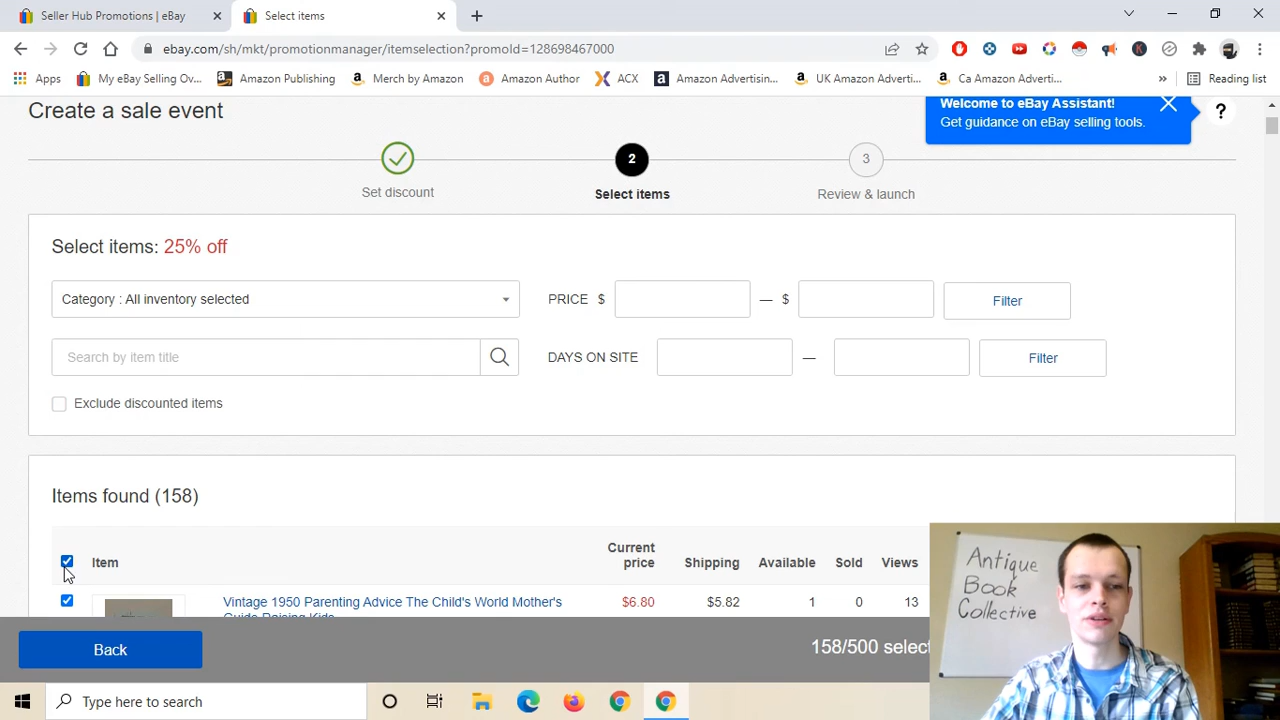 Seller Hub Promotions | eBay
Select items
ebay.com/sh/mkt/promotionmanager/itemselection?promoId=128698467000
Apps
My eBay Selling Ov...
Amazon Publishing
Merch by Amazon
Amazon Author
ACX
Amazon Advertisin...
UK Amazon Adverti...
Ca Amazon Adverti...
»
Reading list
Create a sale event
Welcome to eBay Assistant!
Get guidance on eBay selling tools.
?
2
3
Set discount
Select items
Review & launch
Select items: 25% off
Category : All inventory selected
PRICE $ — $ Filter
Search by item title
DAYS ON SITE — Filter
Exclude discounted items
Items found (158)
Item
Current price
Shipping
Available
Sold
Views
Vintage 1950 Parenting Advice The Child's World Mother's
Guide Raising Kids
$6.80
$5.82
1
0
13
Back
158/500 select
Antique
Book
Collective
Type here to search